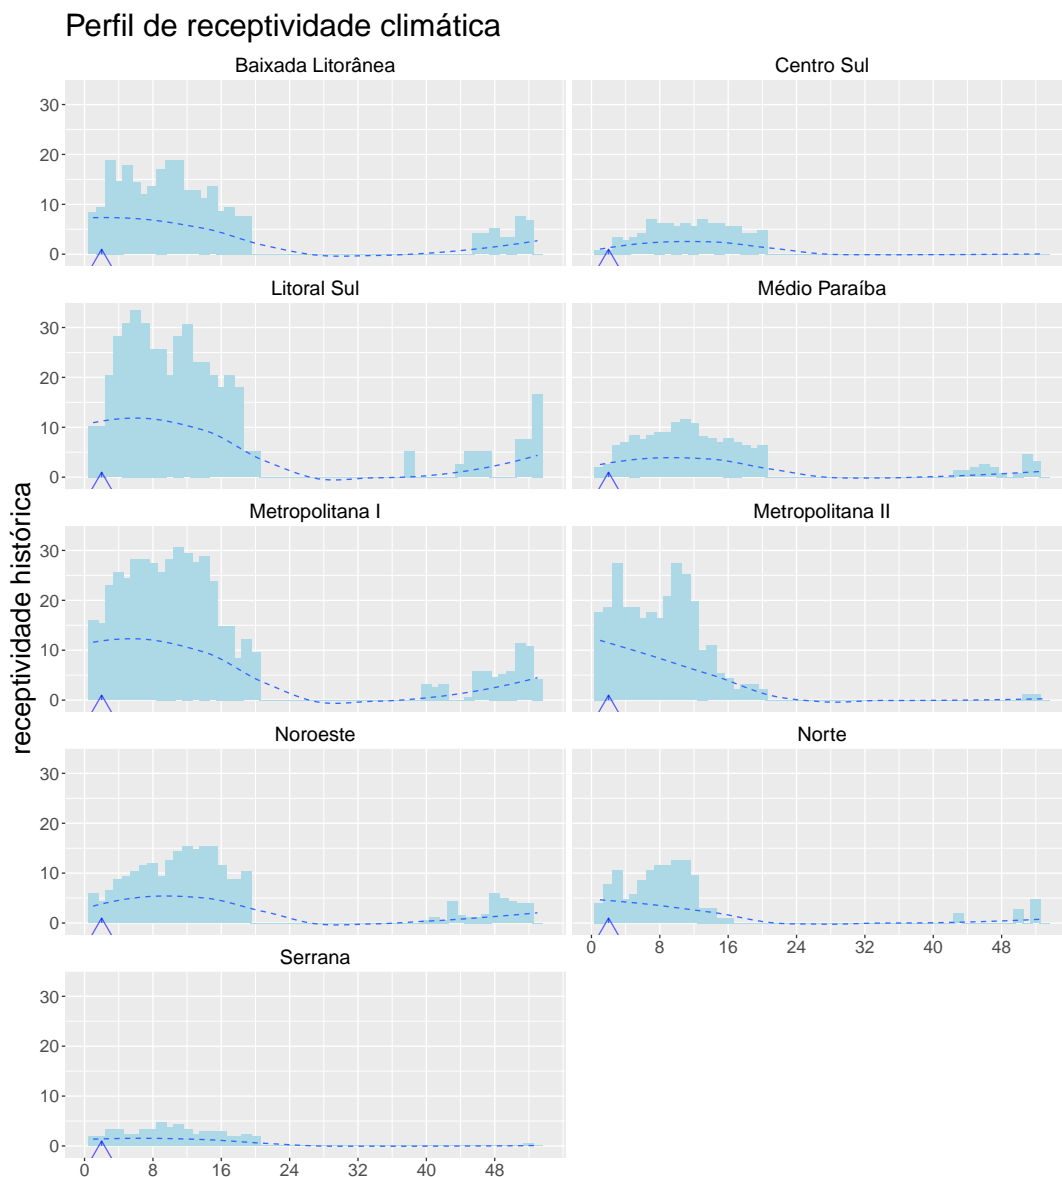 Perfil de receptividade climática
Baixada Litorânea
Centro Sul
30
20
10
0
Litoral Sul
Médio Paraíba
30
20
10
0
receptividade histórica
Metropolitana I
Metropolitana II
30
20
10
0
Noroeste
Norte
30
20
10
0
0 8 16 24 32 40 48
Serrana
30
20
10
0
0 8 16 24 32 40 48